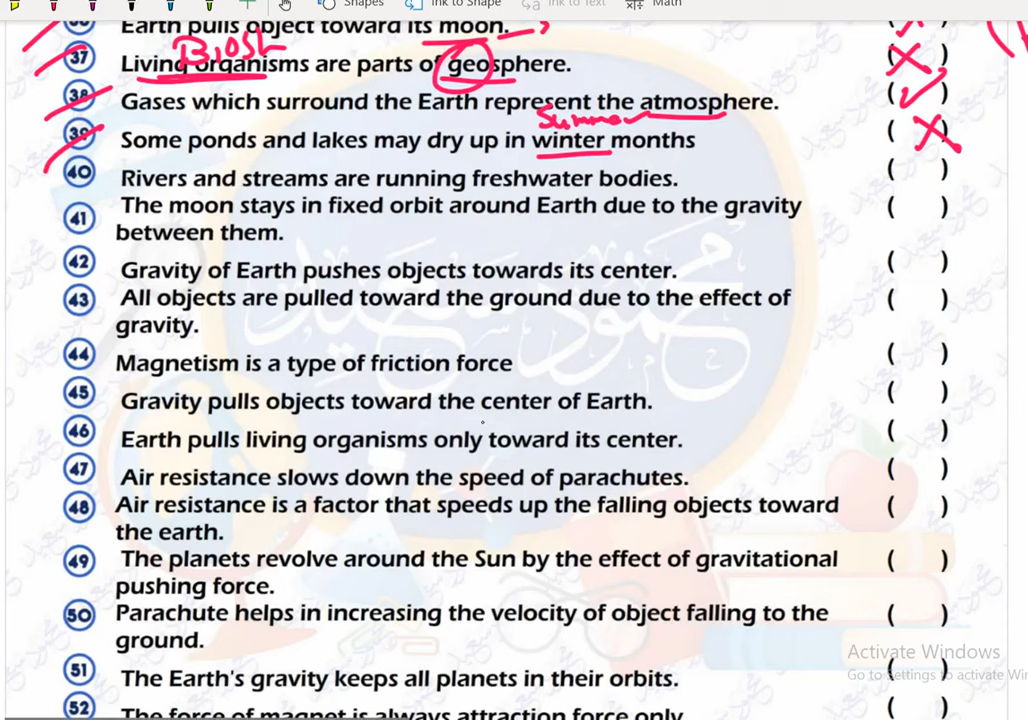 Shapes Ink to Shape Ink to Text Math
36 Earth pulls object toward its moon.
Biosh
37 Living organisms are parts of geosphere. ( )
38 Gases which surround the Earth represent the atmosphere. ( )
Summer
39 Some ponds and lakes may dry up in winter months ( )
40 Rivers and streams are running freshwater bodies. ( )
41 The moon stays in fixed orbit around Earth due to the gravity ( )
between them.
42 Gravity of Earth pushes objects towards its center. ( )
43 All objects are pulled toward the ground due to the effect of ( )
gravity.
44 Magnetism is a type of friction force ( )
45 Gravity pulls objects toward the center of Earth. ( )
46 Earth pulls living organisms only toward its center. ( )
47 Air resistance slows down the speed of parachutes. ( )
48 Air resistance is a factor that speeds up the falling objects toward ( )
the earth.
49 The planets revolve around the Sun by the effect of gravitational ( )
pushing force.
50 Parachute helps in increasing the velocity of object falling to the ( )
ground.
Activate Windows
51 The Earth's gravity keeps all planets in their orbits. ( )
Go to Settings to activate Win
52 The force of magnet is always attraction force only ( )
محمود سعيد